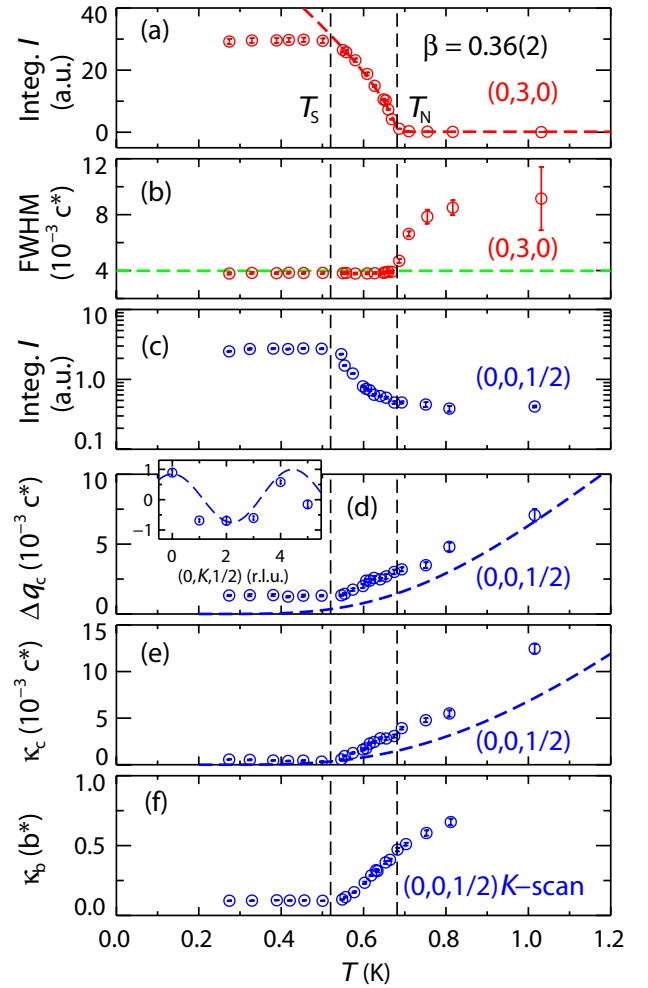 40
20
0
Integ. I
(a.u.)
(a)
β = 0.36(2)
(0,3,0)
T_S
T_N
12
8
4
FWHM
(10⁻³ c*)
(b)
(0,3,0)
10
1.0
0.1
Integ. I
(a.u.)
(c)
(0,0,1/2)
10
5
0
Δq_c (10⁻³ c*)
(d)
(0,0,1/2)
1
0
−1
0 2 4
(0,K,1/2) (r.l.u.)
15
10
5
0
κ_c (10⁻³ c*)
(e)
(0,0,1/2)
1.0
0.5
0.0
κ_b (b*)
(f)
(0,0,1/2) K−scan
0.0 0.2 0.4 0.6 0.8 1.0 1.2
T (K)